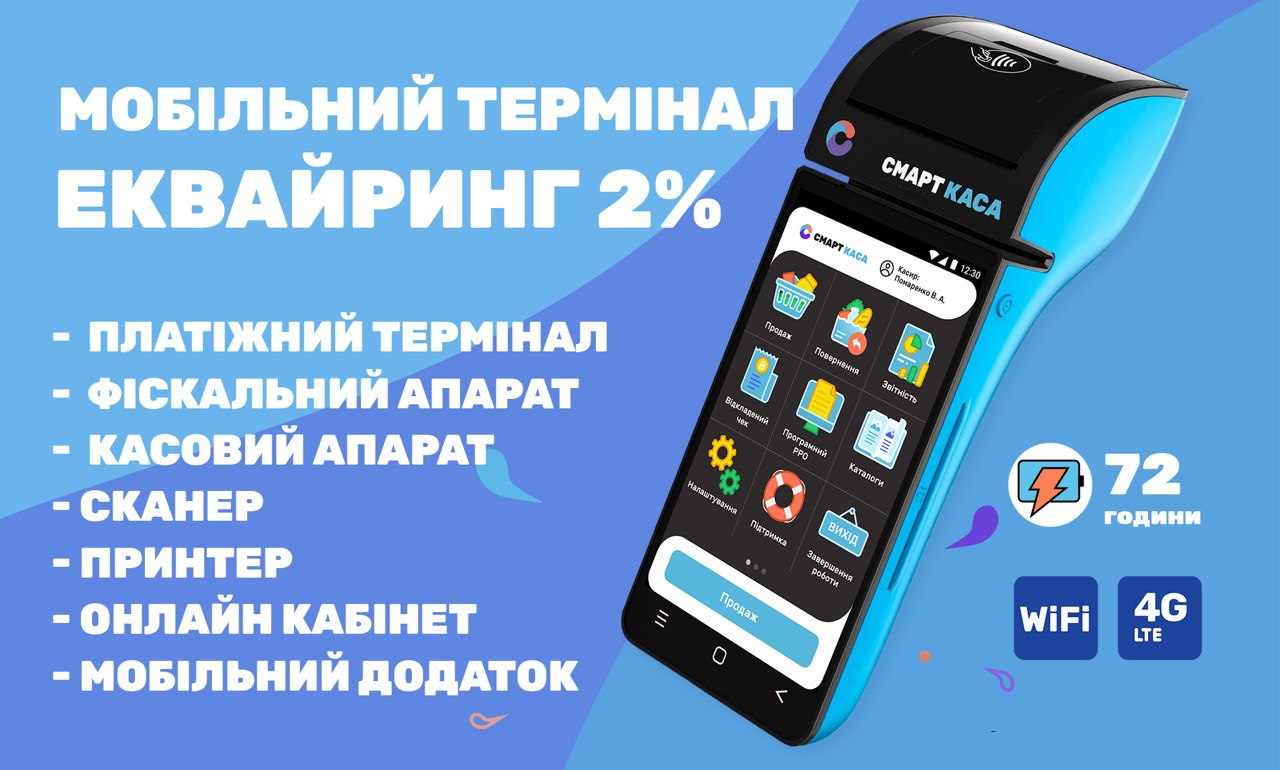 МОБІЛЬНИЙ ТЕРМІНАЛ
ЕКВАЙРИНГ 2%
- ПЛАТІЖНИЙ ТЕРМІНАЛ
- ФІСКАЛЬНИЙ АПАРАТ
- КАСОВИЙ АПАРАТ
- СКАНЕР
- ПРИНТЕР
- ОНЛАЙН КАБІНЕТ
- МОБІЛЬНИЙ ДОДАТОК
СМАРТ КАСА
12:30
СМАРТ КАСА
Касир:
Понаренко В. А.
Продаж
Повернення
Звітність
Відкладений
чек
Програмний
РРО
Каталоги
Налаштування
Підтримка
ВИХІД
Завершення
роботи
Продаж
72
години
WiFi
4G
LTE